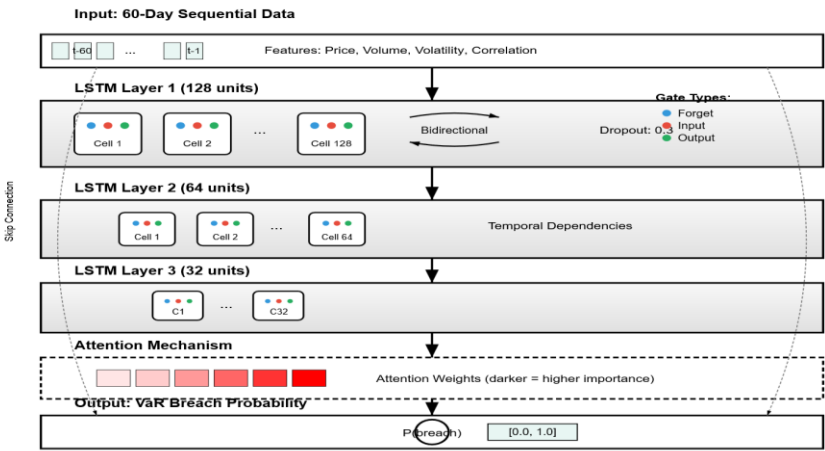 Input: 60-Day Sequential Data
t-60 ... t-1 Features: Price, Volume, Volatility, Correlation
LSTM Layer 1 (128 units)
Gate Types:
Forget
Input
Output
Cell 1 Cell 2 ... Cell 128 Bidirectional Dropout: 0.3
LSTM Layer 2 (64 units)
Skip Connection
Cell 1 Cell 2 ... Cell 64 Temporal Dependencies
LSTM Layer 3 (32 units)
C1 ... C32
Attention Mechanism
Attention Weights (darker = higher importance)
Output: VaR Breach Probability
P(breach) [0.0, 1.0]